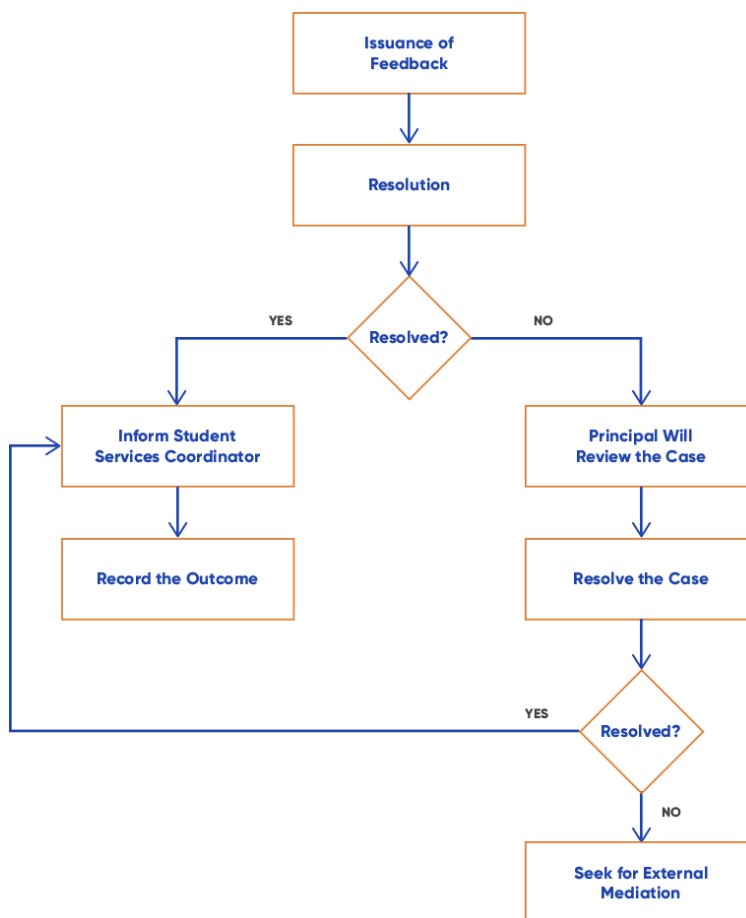 Issuance of
Feedback
Resolution
Resolved?
YES
NO
Inform Student
Services Coordinator
Principal Will
Review the Case
Record the Outcome
Resolve the Case
YES
Resolved?
NO
Seek for External
Mediation